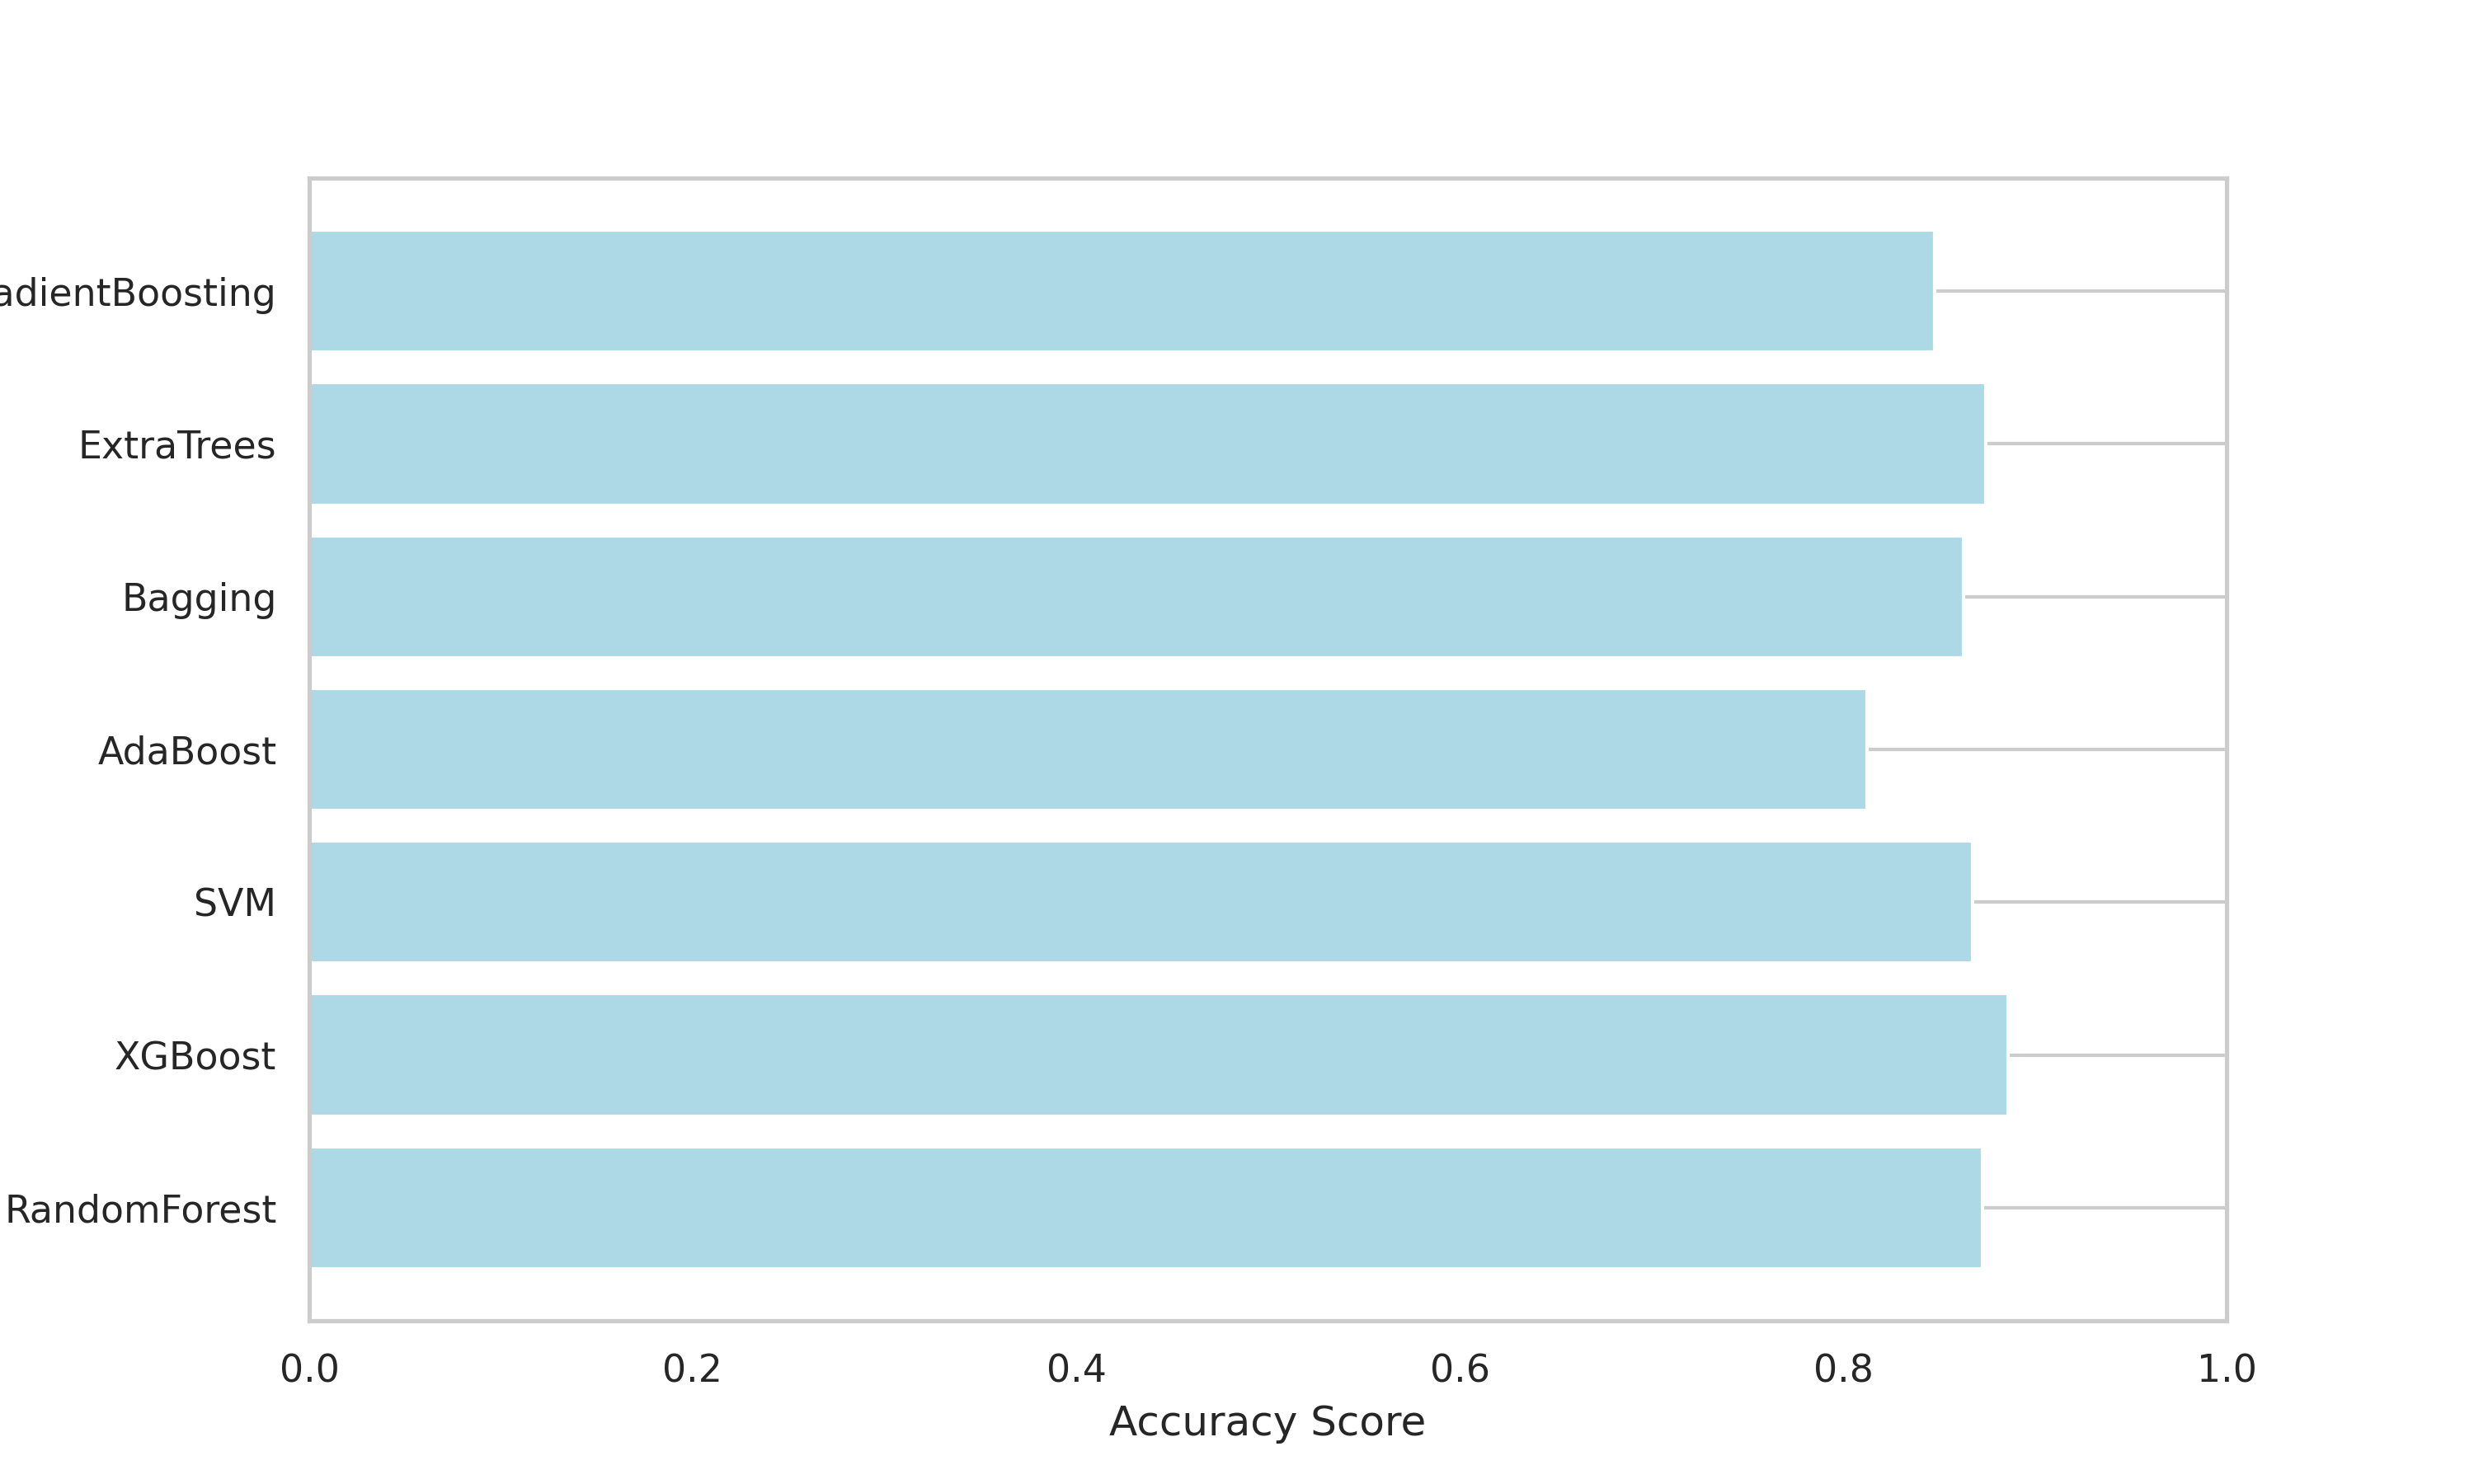 adientBoosting
ExtraTrees
Bagging
AdaBoost
SVM
XGBoost
RandomForest
0.0 0.2 0.4 0.6 0.8 1.0
Accuracy Score